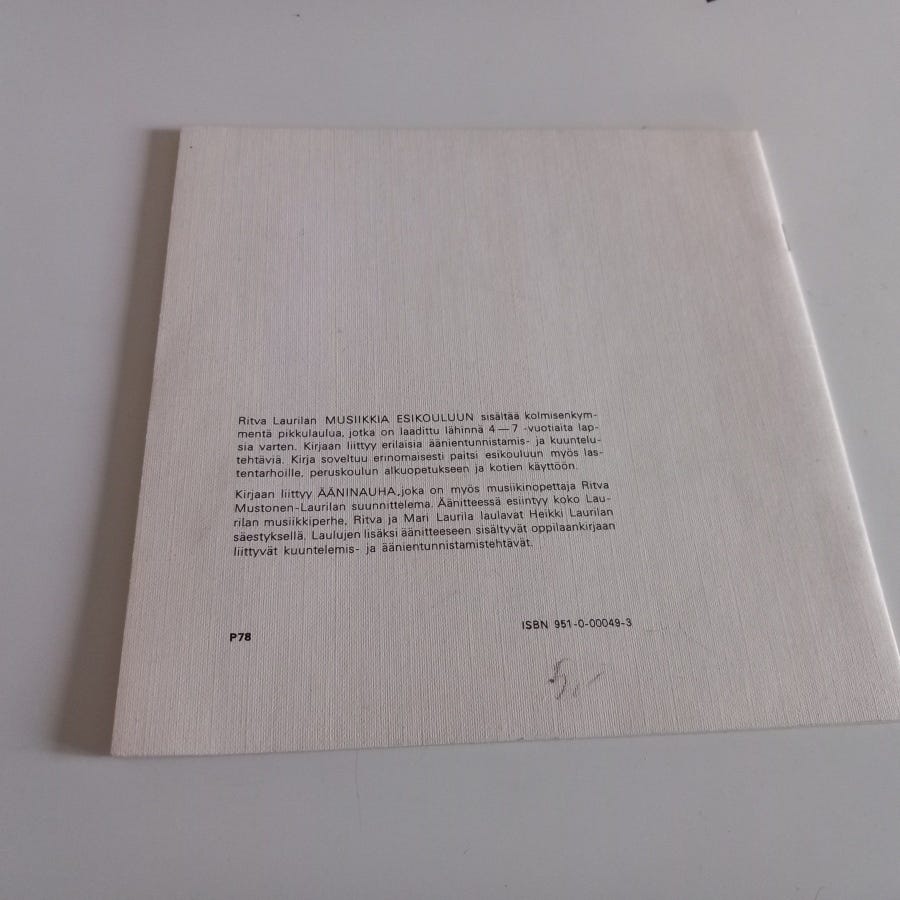 Ritva Laurilan MUSIIKKIA ESIKOULUUN sisältää kolmisenkym-
mentä pikkulaulua, jotka on laadittu lähinnä 4—7 -vuotiaita lap-
sia varten. Kirjaan liittyy erilaisia äänientunnistamis- ja kuuntelu-
tehtäviä. Kirja soveltuu erinomaisesti paitsi esikouluun myös las-
tentarhoille, peruskoulun alkuopetukseen ja kotien käyttöön.
Kirjaan liittyy ÄÄNINAUHA,joka on myös musiikinopettaja Ritva
Mustonen-Laurilan suunnittelema. Äänitteessä esiintyy koko Lau-
rilan musiikkiperhe, Ritva ja Mari Laurila laulavat Heikki Laurilan
säestyksellä. Laulujen lisäksi äänitteeseen sisältyvät oppilaankirjaan
liittyvät kuuntelemis- ja äänientunnistamistehtävät.
ISBN 951-0-00049-3
P78
5,-